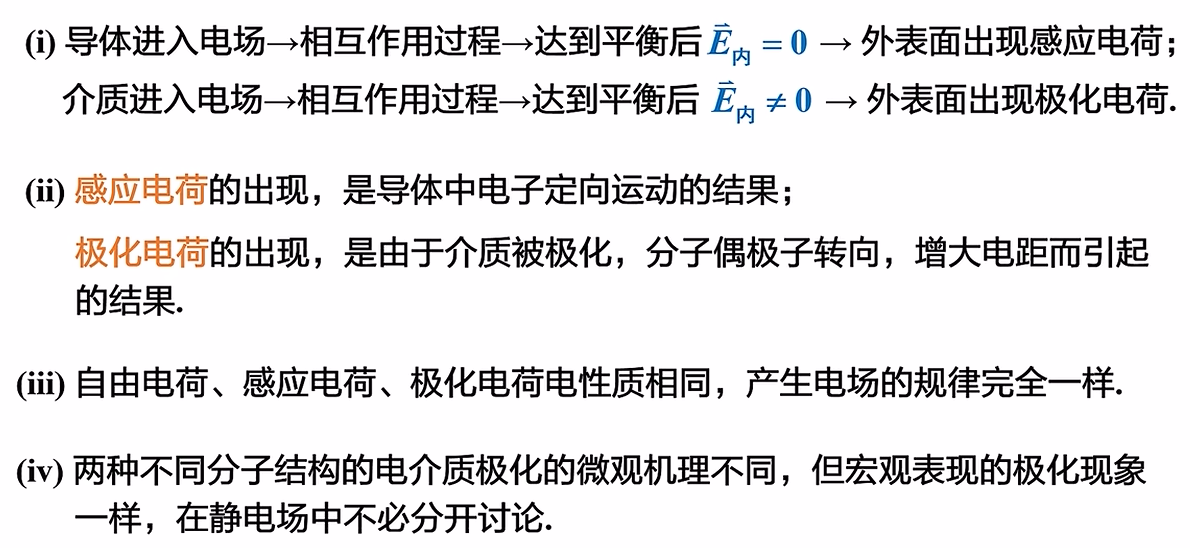 (i) 导体进入电场→相互作用过程→达到平衡后 $\vec{E}_{内} = 0$ → 外表面出现感应电荷；
介质进入电场→相互作用过程→达到平衡后 $\vec{E}_{内} \neq 0$ → 外表面出现极化电荷.
(ii) 感应电荷的出现，是导体中电子定向运动的结果；
极化电荷的出现，是由于介质被极化，分子偶极子转向，增大电距而引起
的结果.
(iii) 自由电荷、感应电荷、极化电荷电性质相同，产生电场的规律完全一样.
(iv) 两种不同分子结构的电介质极化的微观机理不同，但宏观表现的极化现象
一样，在静电场中不必分开讨论.